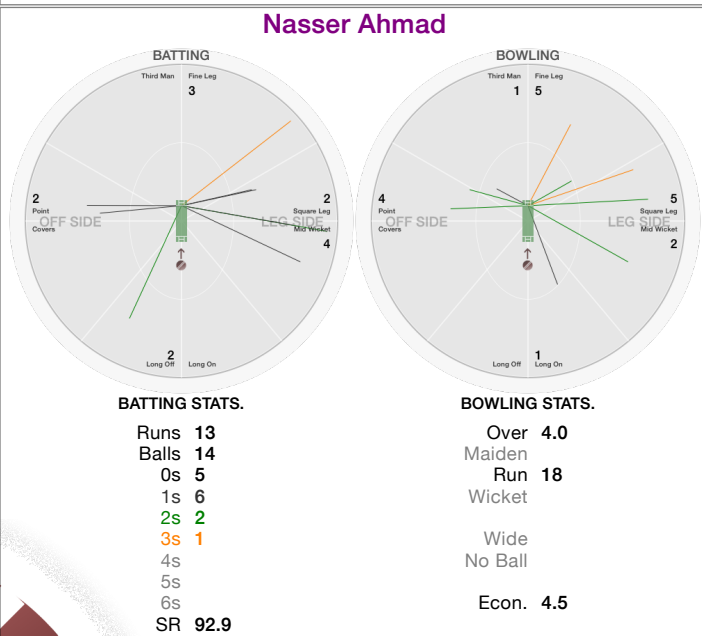 Nasser Ahmad
BATTING
Third Man Fine Leg
3
2
Point
OFF SIDE
Covers
2
Square Leg
LEG SIDE
Mid Wicket
4
2
Long Off Long On
BATTING STATS.
Runs 13
Balls 14
0s 5
1s 6
2s 2
3s 1
4s
5s
6s
SR 92.9
BOWLING
Third Man Fine Leg
1 5
4
Point
OFF SIDE
Covers
5
Square Leg
LEG SIDE
Mid Wicket
2
1
Long Off Long On
BOWLING STATS.
Over 4.0
Maiden
Run 18
Wicket
Wide
No Ball
Econ. 4.5